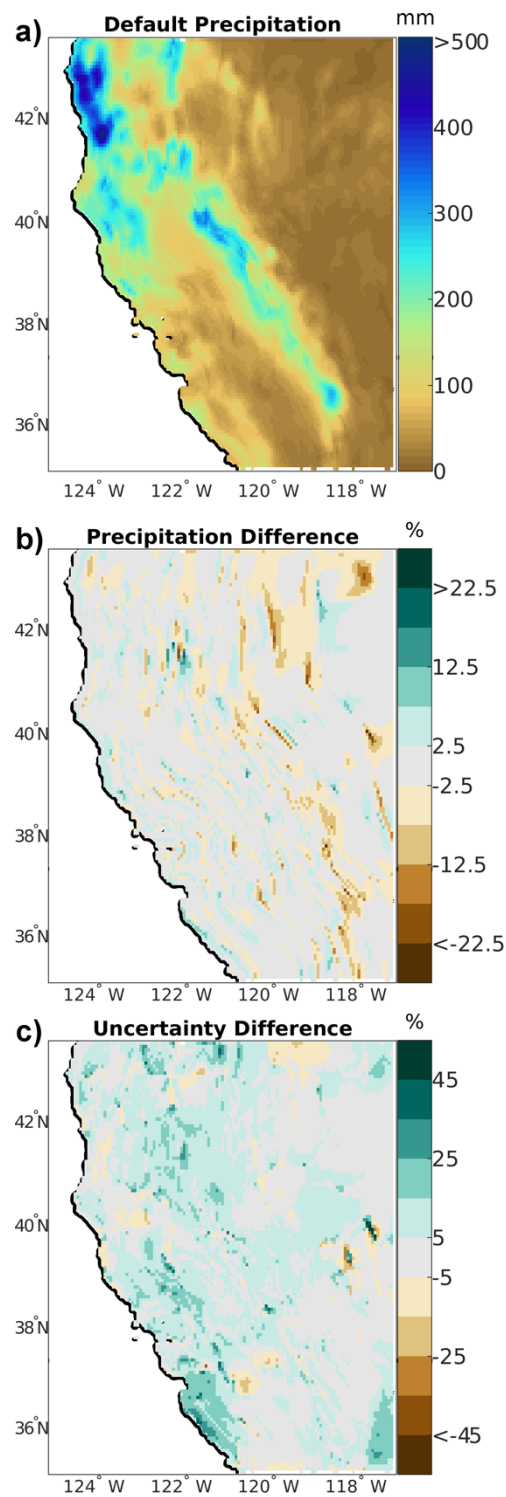 a)
Default Precipitation
mm
>500
400
300
200
100
0
42°N
40°N
38°N
36°N
124° W 122° W 120° W 118° W
b)
Precipitation Difference
%
>22.5
12.5
2.5
-2.5
-12.5
<-22.5
42°N
40°N
38°N
36°N
124° W 122° W 120° W 118° W
c)
Uncertainty Difference
%
45
25
5
-5
-25
<-45
42°N
40°N
38°N
36°N
124° W 122° W 120° W 118° W